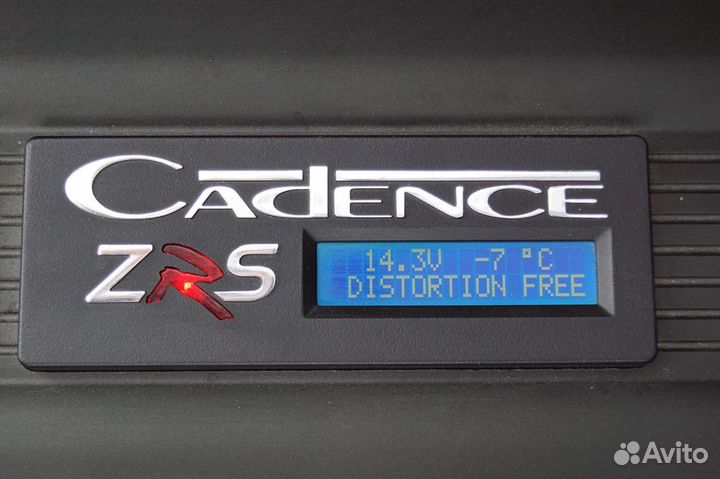 CADENCE
ZRS
14.3V -7 °C
DISTORTION FREE
Avito